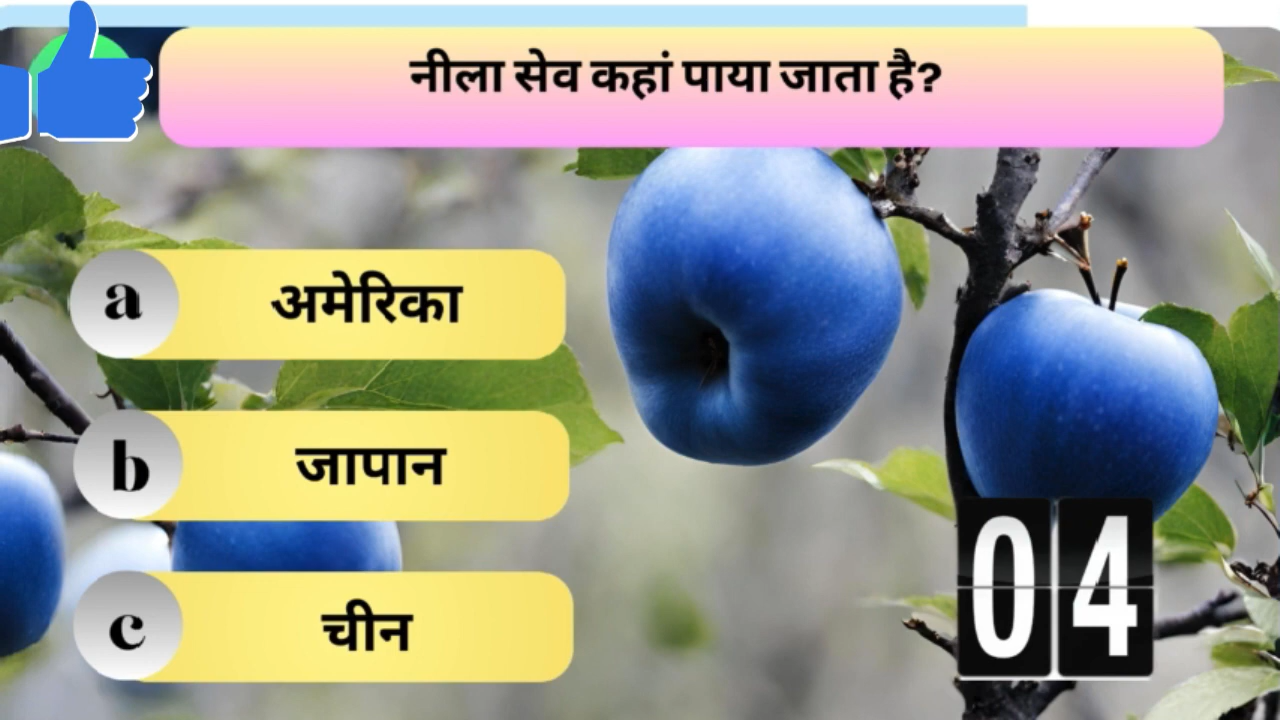 नीला सेव कहां पाया जाता है?
a अमेरिका
b जापान
c चीन
04